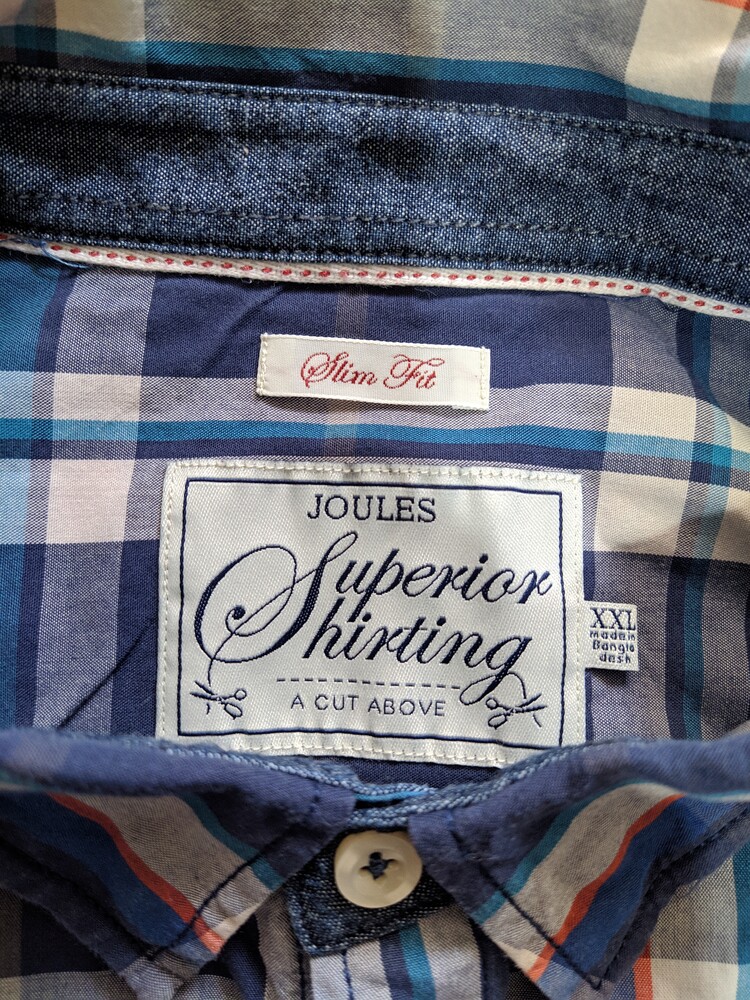 Slim Fit
JOULES
Superior
Shirting
A CUT ABOVE
XXL
made in
Bangla
desh